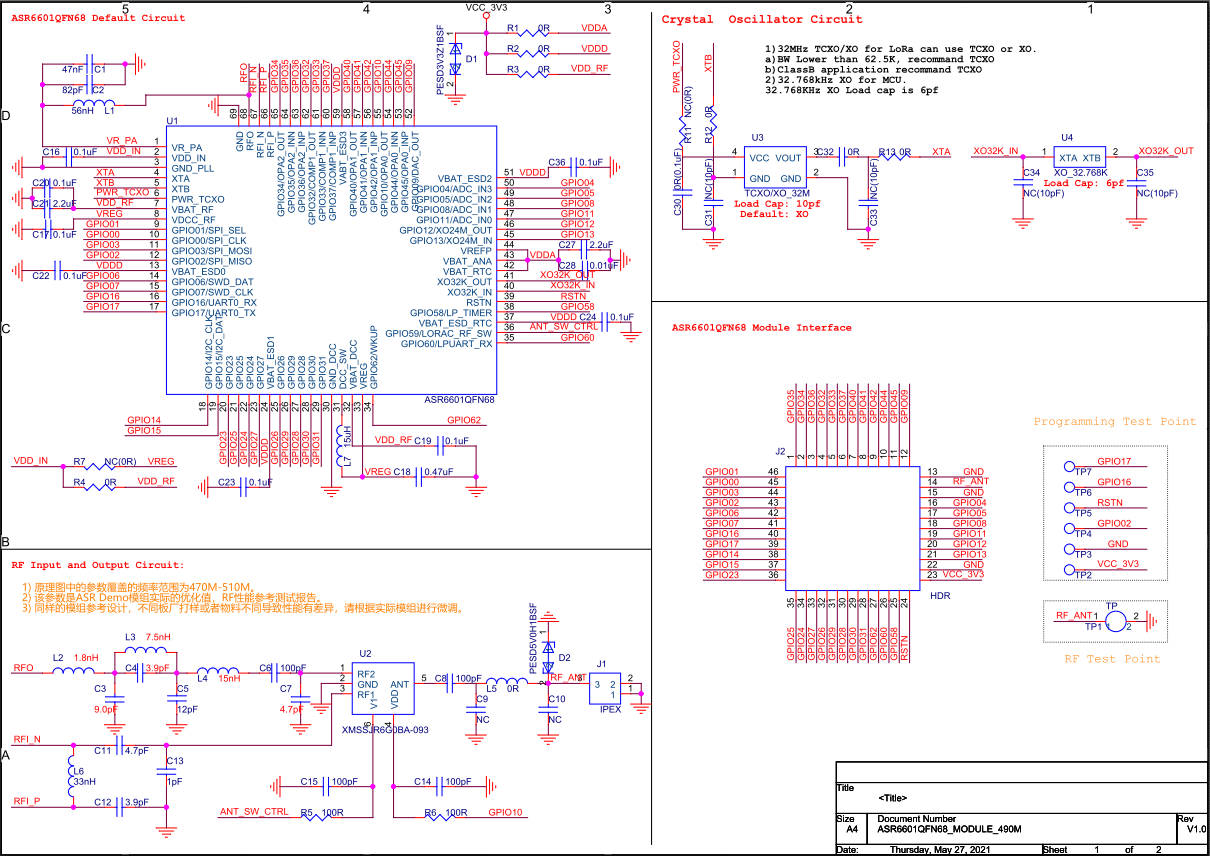 5
4
3
2
1
D
C
B
A
ASR6601QFN68 Default Circuit
VCC_3V3
PESD3V3Z1BSF
D1
1
2
R1 0R VDDA
R2 0R VDDD
R3 0R VDD_RF
47nF C1
82pF C2
56nH L1
RFO
RFI_N
RFI_P
GPIO34
GPIO35
GPIO36
GPIO32
GPIO33
GPIO37
VDDD
GPIO40
GPIO41
GPIO42
GPIO10
GPIO44
GPIO45
GPIO09
69
68
67
66
65
64
63
62
61
60
59
58
57
56
55
54
53
52
U1
GND
RFO
RFI_N
RFI_P
GPIO34/OPA2_OUT
GPIO35/OPA2_INN
GPIO36/OPA2_INP
GPIO32/COMP1_OUT
GPIO33/COMP1_INN
GPIO37/COMP1_INP
VBAT_ESD3
GPIO40/OPA1_OUT
GPIO41/OPA1_INN
GPIO42/OPA1_INP
GPIO10/OPA0_OUT
GPIO44/OPA0_INN
GPIO45/OPA0_INP
GPIO09/DAC_OUT
VR_PA 1 VR_PA
C16 0.1uF VDD_IN 2 VDD_IN
3 GND_PLL
XTA 4 XTA
XTB 5 XTB
C20 0.1uF
PWR_TCXO 6 PWR_TCXO
C21 2.2uF VDD_RF 7 VBAT_RF
VREG 8 VDCC_RF
C17 0.1uF
GPIO01 9 GPIO01/SPI_SEL
GPIO00 10 GPIO00/SPI_CLK
GPIO03 11 GPIO03/SPI_MOSI
GPIO02 12 GPIO02/SPI_MISO
VDDD 13 VBAT_ESD0
C22 0.1uF
GPIO06 14 GPIO06/SWD_DAT
GPIO07 15 GPIO07/SWD_CLK
GPIO16 16 GPIO16/UART0_RX
GPIO17 17 GPIO17/UART0_TX
VBAT_ESD2 51 VDDD
C36 0.1uF
GPIO04/ADC_IN3 50 GPIO04
GPIO05/ADC_IN2 49 GPIO05
GPIO08/ADC_IN1 48 GPIO08
GPIO11/ADC_IN0 47 GPIO11
GPIO12/XO24M_OUT 46 GPIO12
GPIO13/XO24M_IN 45 GPIO13
VREFP 44
C27 2.2uF
VBAT_ANA 43 VDDA
VBAT_RTC 42
C28 0.01uF
XO32K_OUT 41 XO32K_OUT
XO32K_IN 40 XO32K_IN
RSTN 39 RSTN
GPIO58/LP_TIMER 38 GPIO58
VBAT_ESD_RTC 37 VDDD C24 0.1uF
GPIO59/LORAC_RF_SW 36 ANT_SW_CTRL
GPIO60/LPUART_RX 35 GPIO60
GPIO14/I2C_CLK
GPIO15/I2C_DAT
GPIO23
GPIO25
GPIO24
GPIO27
VBAT_ESD1
GPIO26
GPIO29
GPIO28
GPIO30
GPIO31
GND_DCC
DCC_SW
VBAT_DCC
VREG
GPIO62/WKUP
ASR6601QFN68
18
19
20
21
22
23
24
25
26
27
28
29
30
31
32
33
34
GPIO14
GPIO15
GPIO23
GPIO25
GPIO24
GPIO27
VDDD
GPIO26
GPIO29
GPIO28
GPIO30
GPIO31
GPIO62
L7 15uH
VDD_RF C19 0.1uF
VREG C18 0.47uF
C23 0.1uF
VDD_IN R7 NC(0R) VREG
R4 0R VDD_RF
Crystal Oscillator Circuit
1)32MHz TCXO/XO for LoRa can use TCXO or XO.
a)BW Lower than 62.5K, recommand TCXO
b)ClassB application recommand TCXO
2)32.768kHz XO for MCU.
32.768KHz XO Load cap is 6pf
PWR_TCXO
XTB
R11 NC(0R)
R12 0R
C30 0R(0.1uF)
C31 NC(10pF)
U3
4 VCC VOUT 3
1 GND GND 2
TCXO/XO_32M
Load Cap: 10pf
Default: XO
C32 0R
R13 0R XTA
C33 NC(10pF)
XO32K_IN
U4
1 XTA XTB 2
XO_32.768K
Load Cap: 6pf
XO32K_OUT
C34
NC(10pF)
C35
NC(10pF)
ASR6601QFN68 Module Interface
GPIO35
GPIO34
GPIO36
GPIO32
GPIO33
GPIO37
GPIO40
GPIO41
GPIO42
GPIO44
GPIO45
GPIO09
1
2
3
4
5
6
7
8
9
10
11
12
J2
GPIO01 46
GPIO00 45
GPIO03 44
GPIO02 43
GPIO06 42
GPIO07 41
GPIO16 40
GPIO17 39
GPIO14 38
GPIO15 37
GPIO23 36
13 GND
14 RF_ANT
15 GND
16 GPIO04
17 GPIO05
18 GPIO08
19 GPIO11
20 GPIO12
21 GPIO13
22 GND
23 VCC_3V3
HDR
35
34
33
32
31
30
29
28
27
26
25
24
GPIO25
GPIO24
GPIO27
GPIO26
GPIO29
GPIO28
GPIO30
GPIO31
GPIO62
GPIO60
GPIO58
RSTN
Programming Test Point
GPIO17
TP7
GPIO16
TP6
RSTN
TP5
GPIO02
TP4
GND
TP3
VCC_3V3
TP2
RF_ANT 1 TP 2
TP1 1 2
RF Test Point
RF Input and Output Circuit:
1) 原理图中的参数覆盖的频率范围为470M-510M。
2) 该参数是ASR Demo模组实际的优化值，RF性能参考测试报告。
3) 同样的模组参考设计，不同板厂打样或者物料不同导致性能有差异，请根据实际模组进行微调。
RFO
L2 1.8nH
L3 7.5nH
C4 3.9pF
C3
9.0pF
C5
12pF
L4 15nH
C6 100pF
C7
4.7pF
U2
1 RF2
2 GND
3 RF1
ANT 5
V1
VDD
6
4
XMSSJR6G0BA-093
C8 100pF
C9
NC
L5 0R
PESD5V0H1BSF
D2
1
2
RF_ANT
C10
NC
J1
3
3 2
1
2
1
IPEX
RFI_N
C11 4.7pF
L6
33nH
C13
1pF
RFI_P
C12 3.9pF
C15 100pF
C14 100pF
ANT_SW_CTRL R5 100R
R6 100R GPIO10
Title
<Title>
Size
A4
Document Number
ASR6601QFN68_MODULE_490M
Rev
V1.0
Date: Thursday, May 27, 2021 Sheet 1 of 2